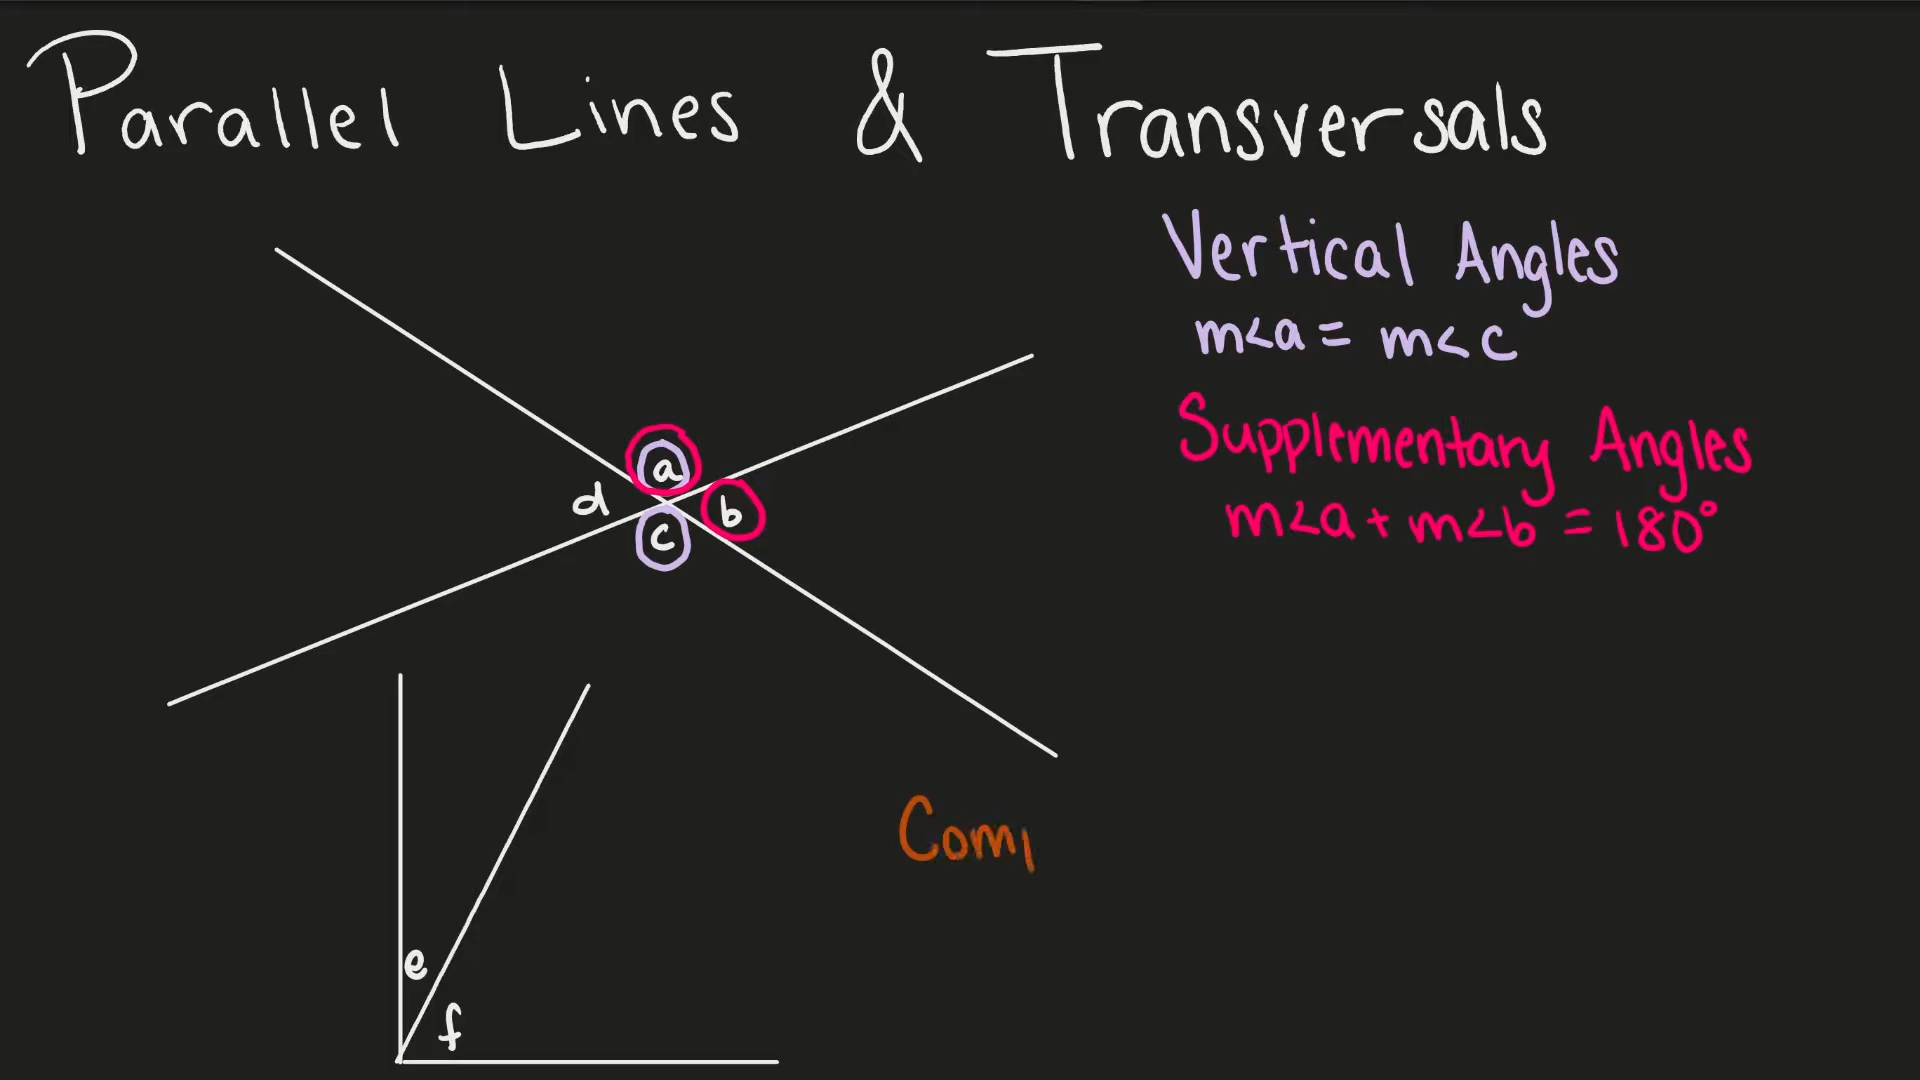 Parallel Lines & Transversals
Vertical Angles
m<a = m<c
Supplementary Angles
m<a + m<b = 180°
a
d
b
c
Com
e
f